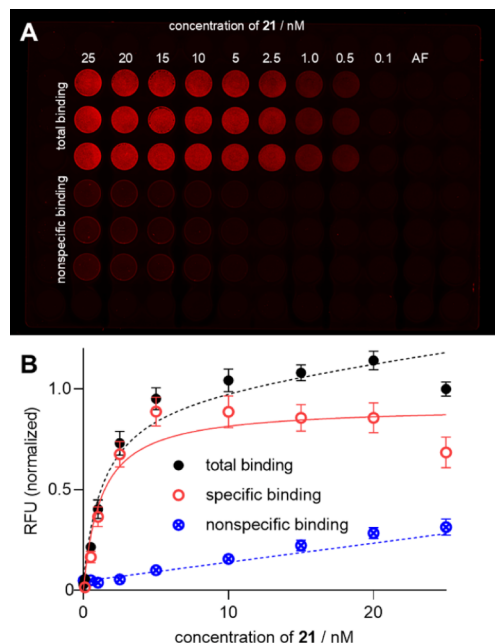 A
concentration of 21 / nM
25 20 15 10 5 2.5 1.0 0.5 0.1 AF
total binding
nonspecific binding
B
1.0
0.5
0
RFU (normalized)
total binding
specific binding
nonspecific binding
0 10 20
concentration of 21 / nM